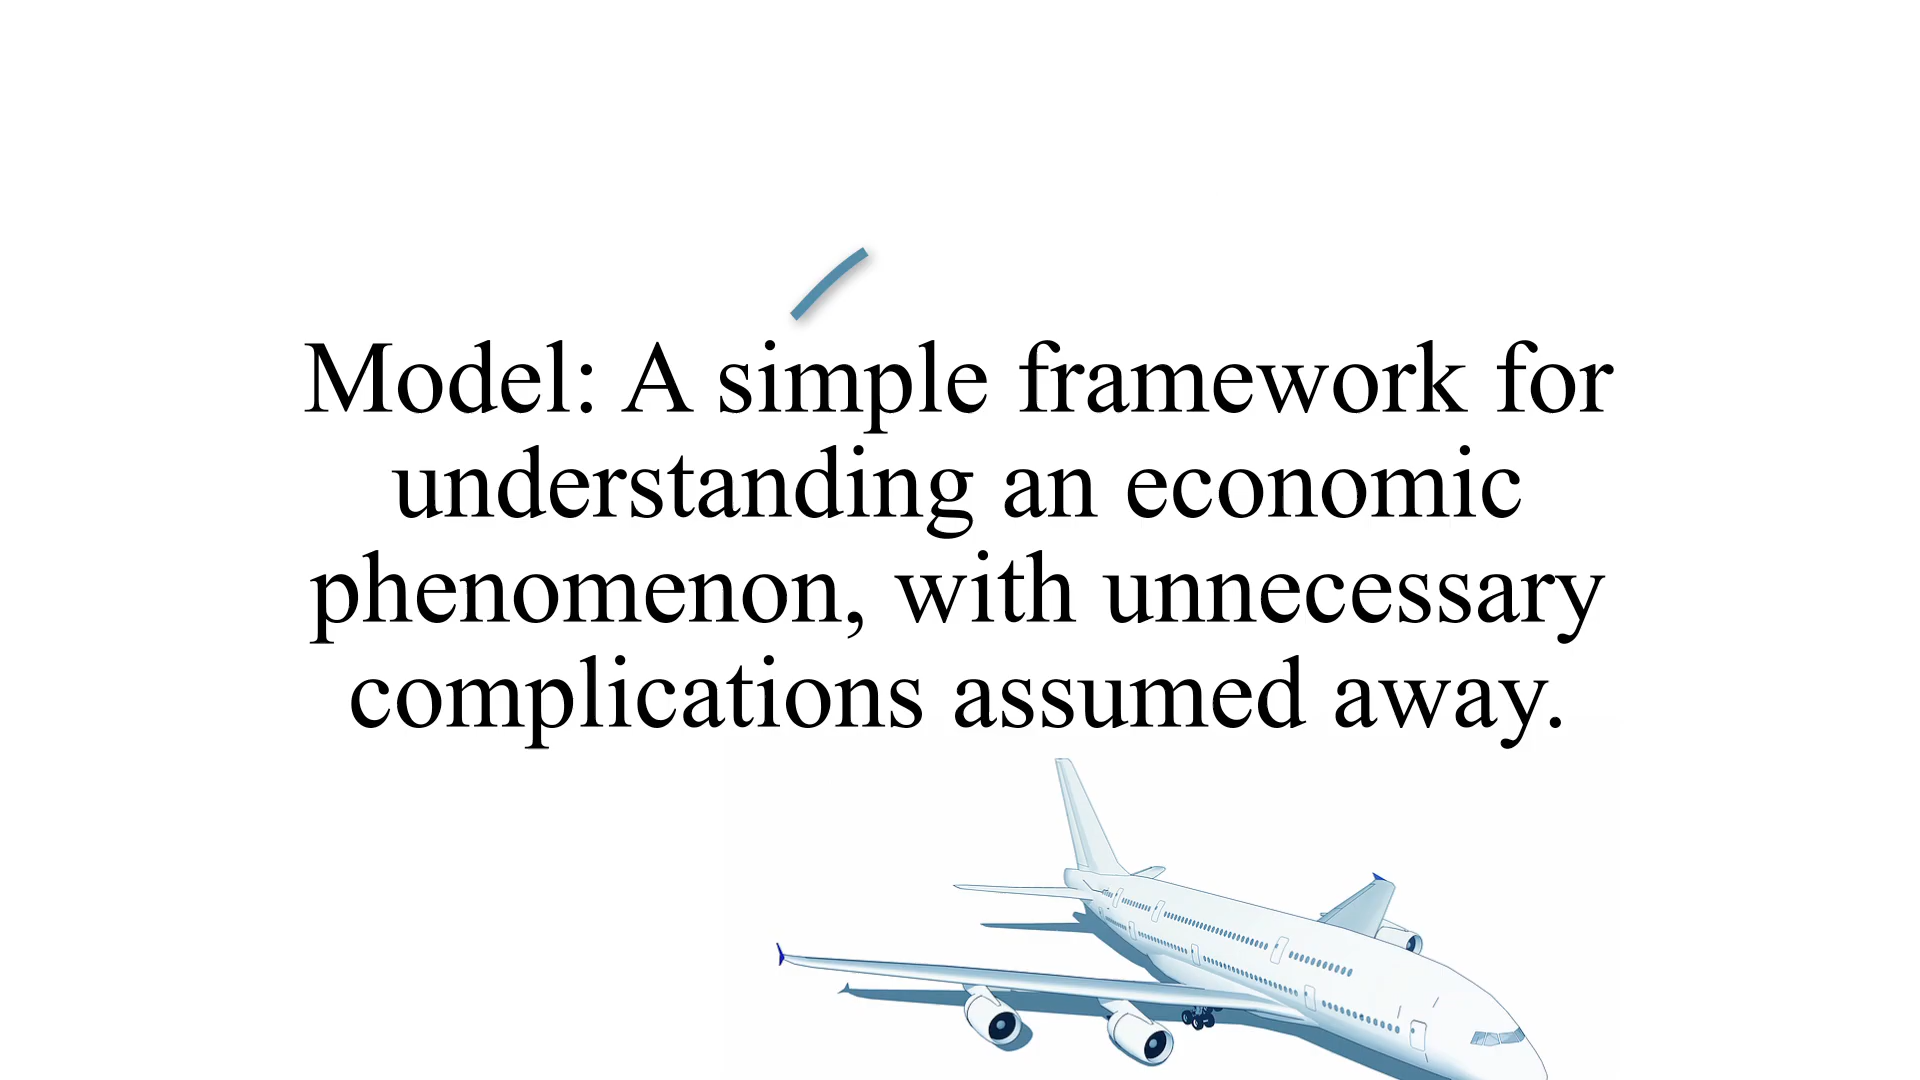 Model: A simple framework for
understanding an economic
phenomenon, with unnecessary
complications assumed away.